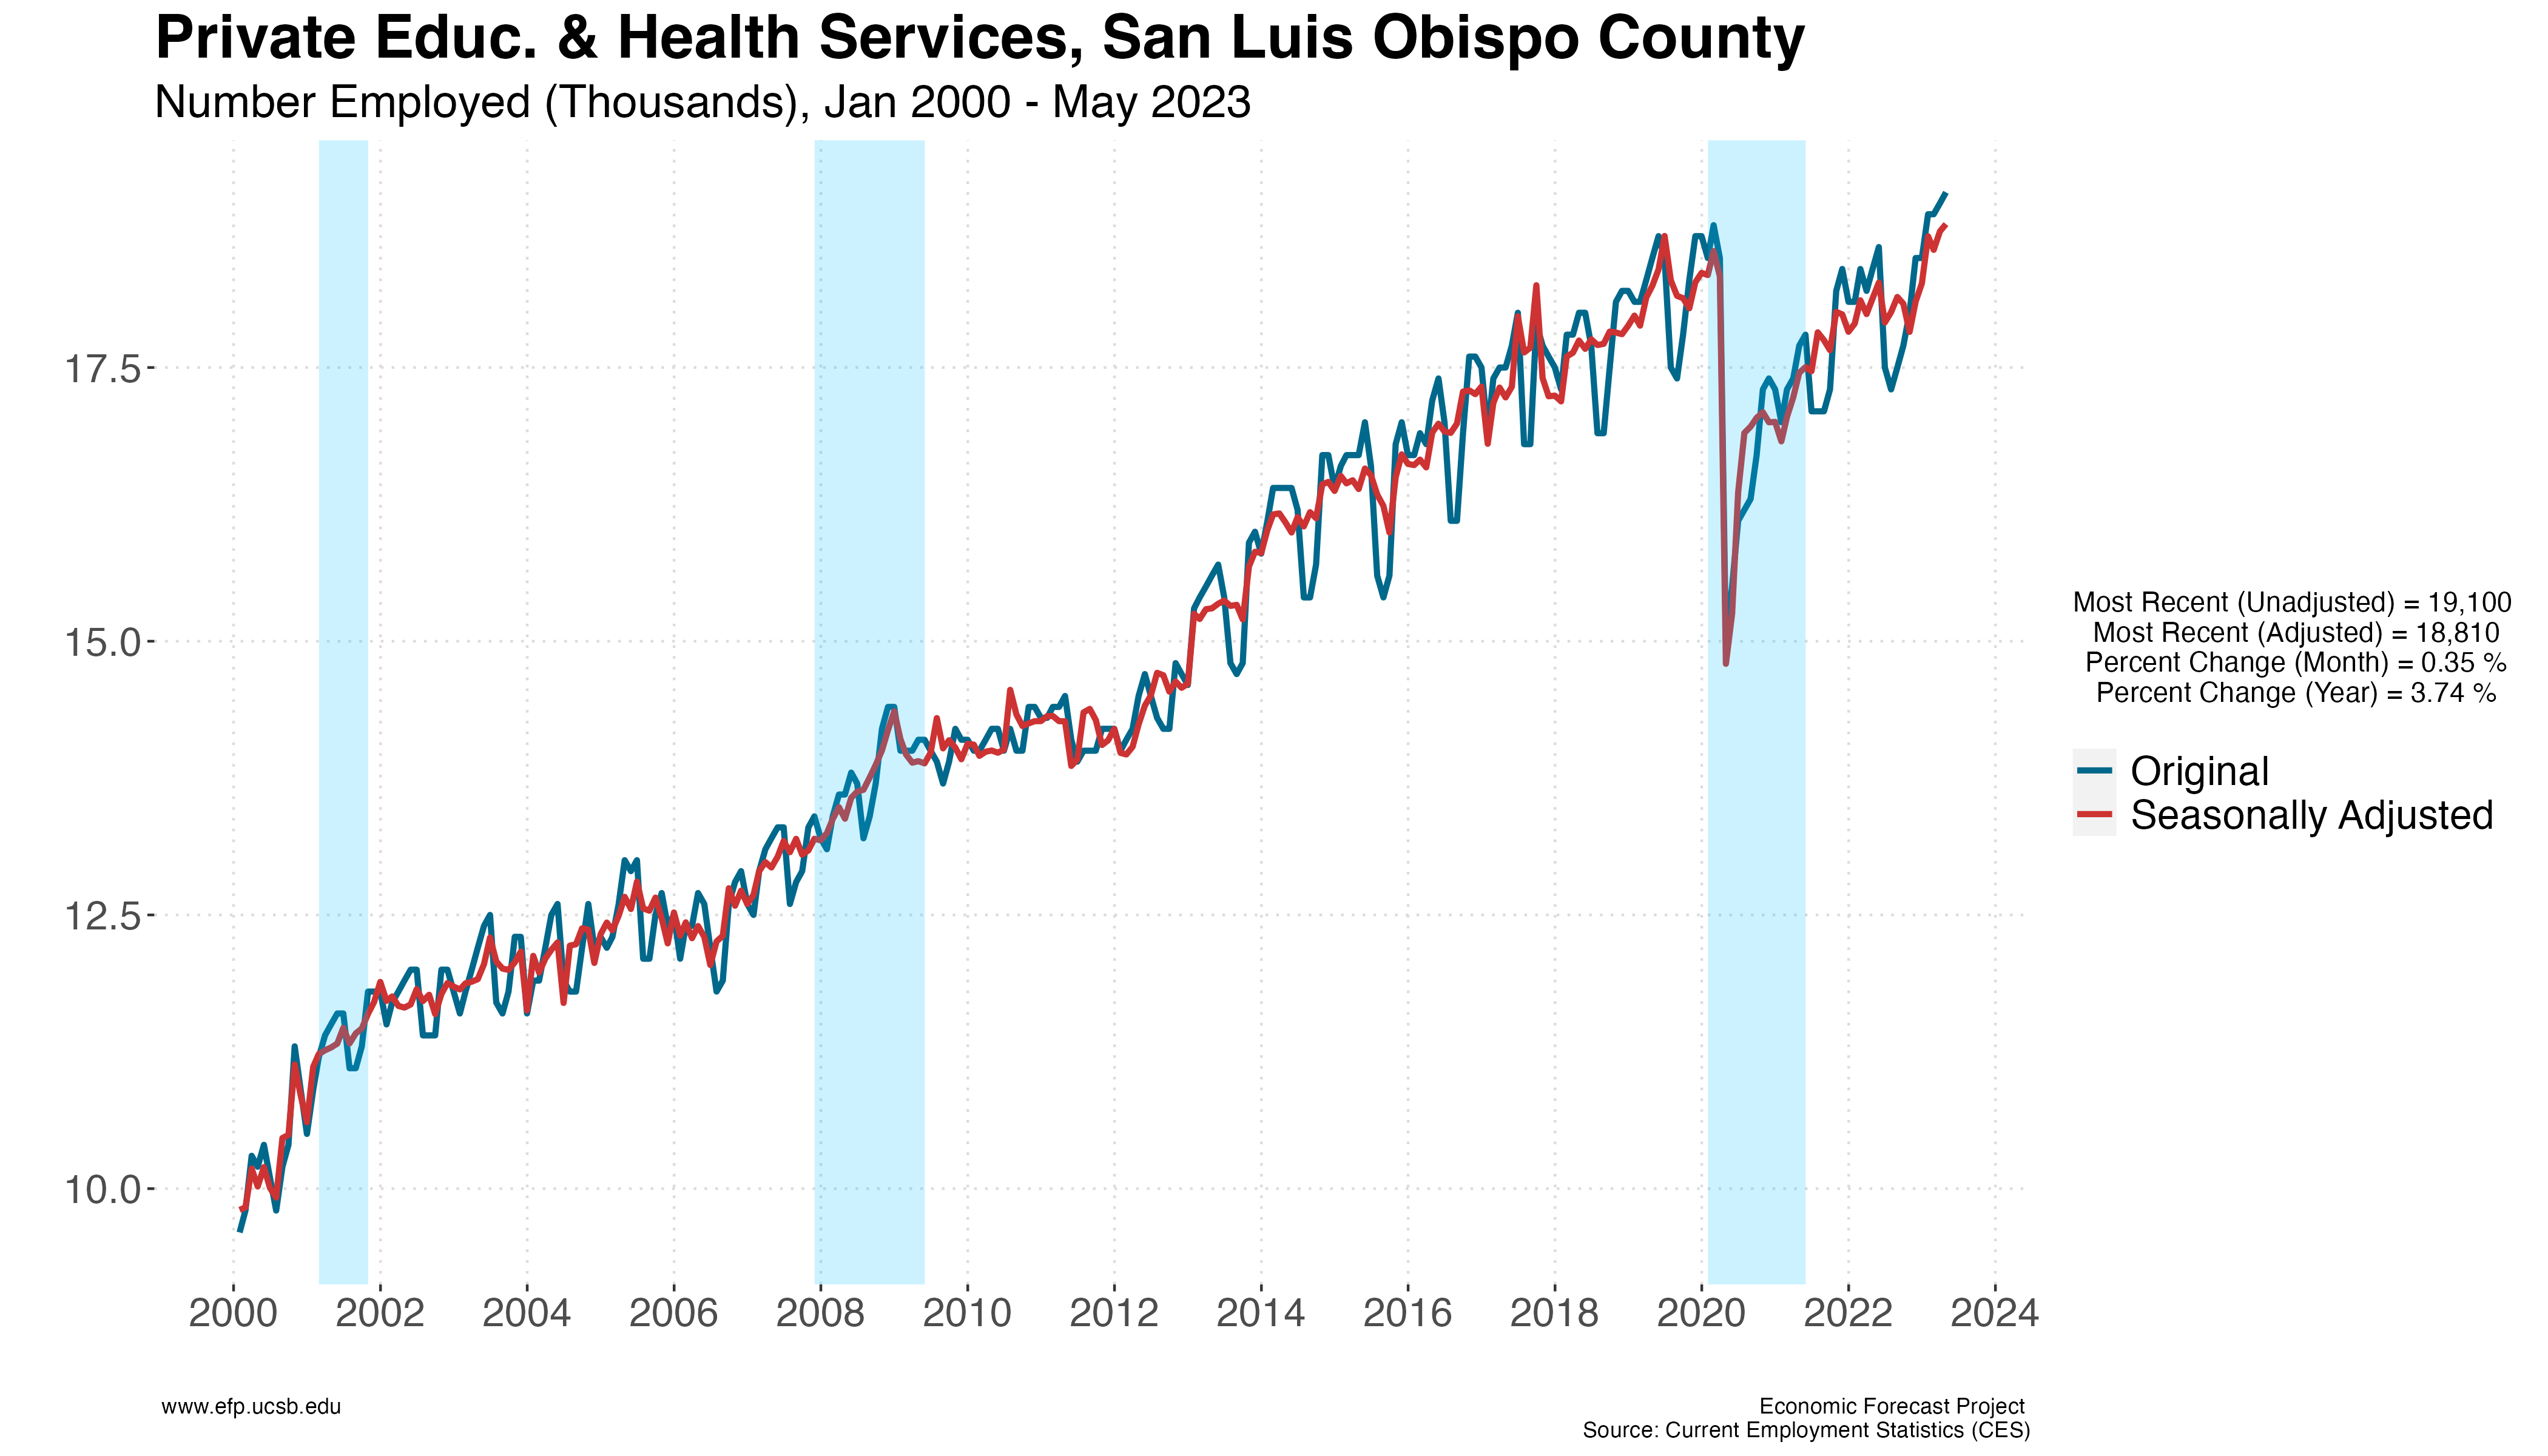 Private Educ. & Health Services, San Luis Obispo County
Number Employed (Thousands), Jan 2000 - May 2023
17.5
15.0
12.5
10.0
2000 2002 2004 2006 2008 2010 2012 2014 2016 2018 2020 2022 2024
Most Recent (Unadjusted) = 19,100
Most Recent (Adjusted) = 18,810
Percent Change (Month) = 0.35 %
Percent Change (Year) = 3.74 %
Original
Seasonally Adjusted
www.efp.ucsb.edu
Economic Forecast Project
Source: Current Employment Statistics (CES)